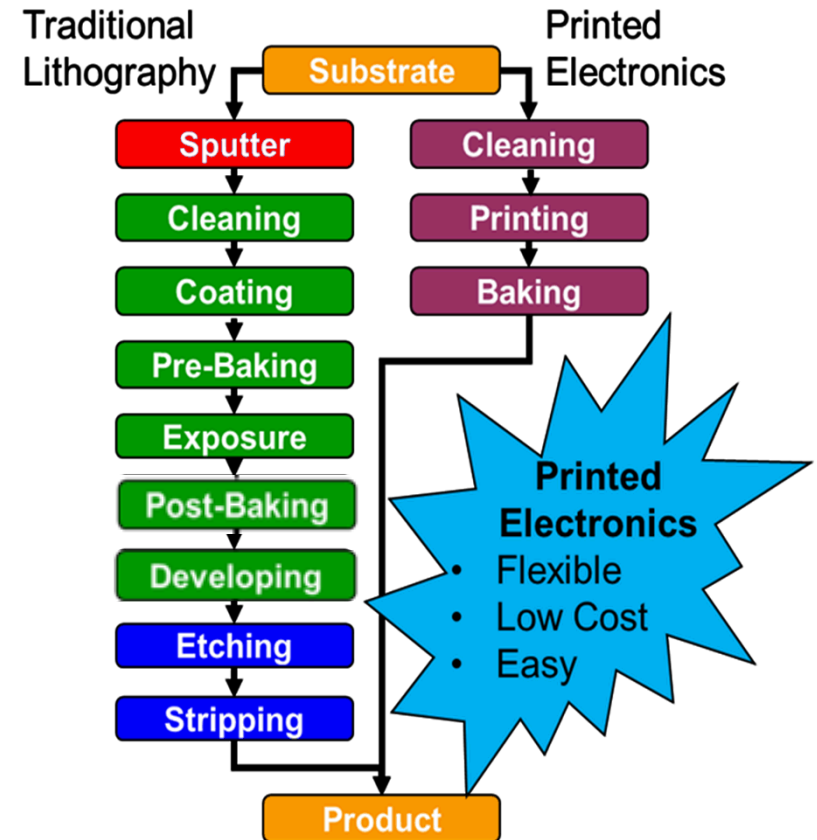 Traditional
Lithography
Printed
Electronics
Substrate
Sputter
Cleaning
Coating
Pre-Baking
Exposure
Post-Baking
Developing
Etching
Stripping
Cleaning
Printing
Baking
Printed
Electronics
• Flexible
• Low Cost
• Easy
Product